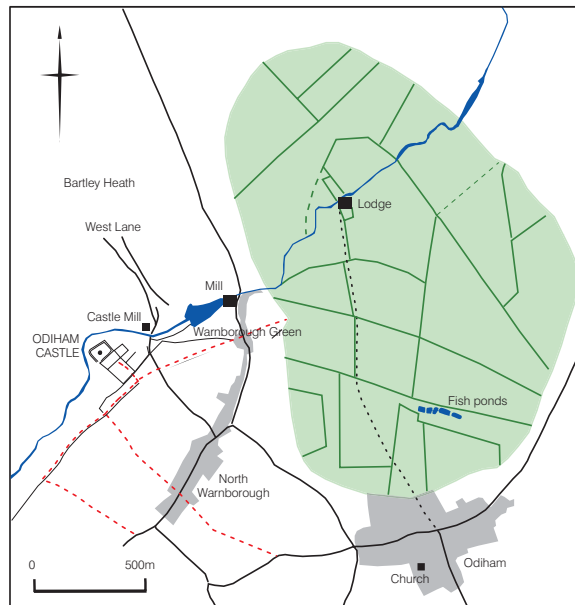 Bartley Heath
West Lane
Lodge
Mill
Castle Mill
Warnborough Green
ODIHAM
CASTLE
Fish ponds
North
Warnborough
0
500m
Odiham
Church